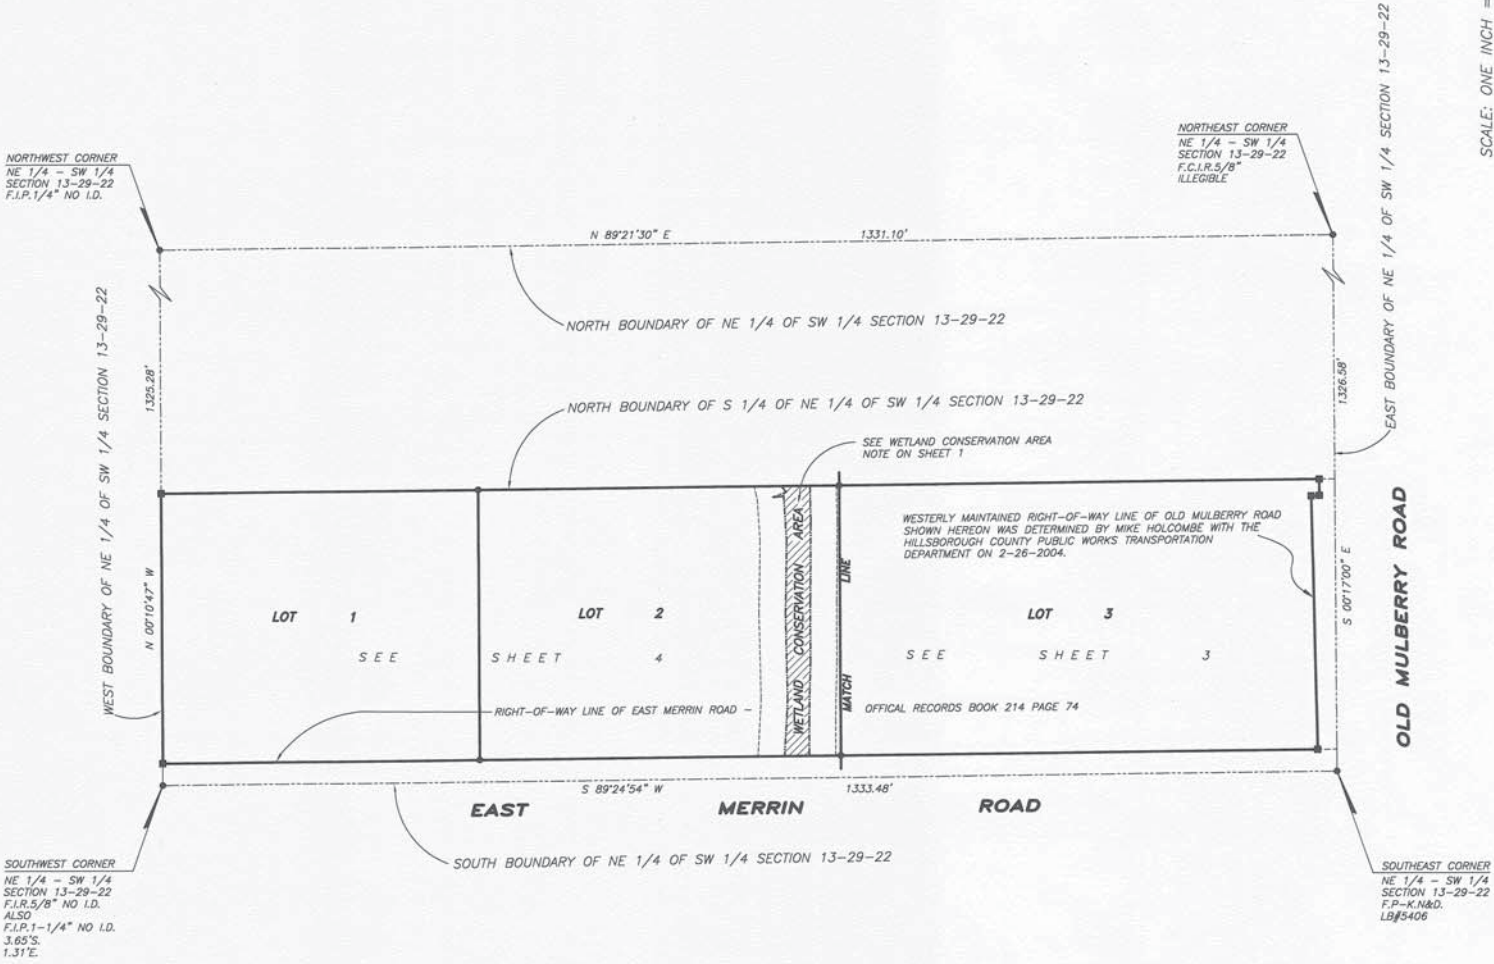 SCALE: ONE INCH =
NORTHWEST CORNER
NE 1/4 - SW 1/4
SECTION 13-29-22
F.I.P.1/4" NO I.D.
NORTHEAST CORNER
NE 1/4 - SW 1/4
SECTION 13-29-22
F.C.I.R.5/8"
ILLEGIBLE
EAST BOUNDARY OF NE 1/4 OF SW 1/4 SECTION 13-29-22
N 89°21'30" E 1331.10'
NORTH BOUNDARY OF NE 1/4 OF SW 1/4 SECTION 13-29-22
WEST BOUNDARY OF NE 1/4 OF SW 1/4 SECTION 13-29-22
1325.28'
1326.58'
NORTH BOUNDARY OF S 1/4 OF NE 1/4 OF SW 1/4 SECTION 13-29-22
SEE WETLAND CONSERVATION AREA
NOTE ON SHEET 1
WESTERLY MAINTAINED RIGHT-OF-WAY LINE OF OLD MULBERRY ROAD
SHOWN HEREON WAS DETERMINED BY MIKE HOLCOMBE WITH THE
HILLSBOROUGH COUNTY PUBLIC WORKS TRANSPORTATION
DEPARTMENT ON 2-26-2004.
N 00°10'47" W
LOT 1
LOT 2
WETLAND CONSERVATION AREA
MATCH LINE
LOT 3
S 00°17'00" E
OLD MULBERRY ROAD
SEE SHEET 4
SEE SHEET 3
RIGHT-OF-WAY LINE OF EAST MERRIN ROAD -
OFFICAL RECORDS BOOK 214 PAGE 74
S 89°24'54" W 1333.48'
EAST MERRIN ROAD
SOUTH BOUNDARY OF NE 1/4 OF SW 1/4 SECTION 13-29-22
SOUTHWEST CORNER
NE 1/4 - SW 1/4
SECTION 13-29-22
F.I.R.5/8" NO I.D.
ALSO
F.I.P.1-1/4" NO I.D.
3.65'S.
1.31'E.
SOUTHEAST CORNER
NE 1/4 - SW 1/4
SECTION 13-29-22
F.P-K.N&D.
LB#5406